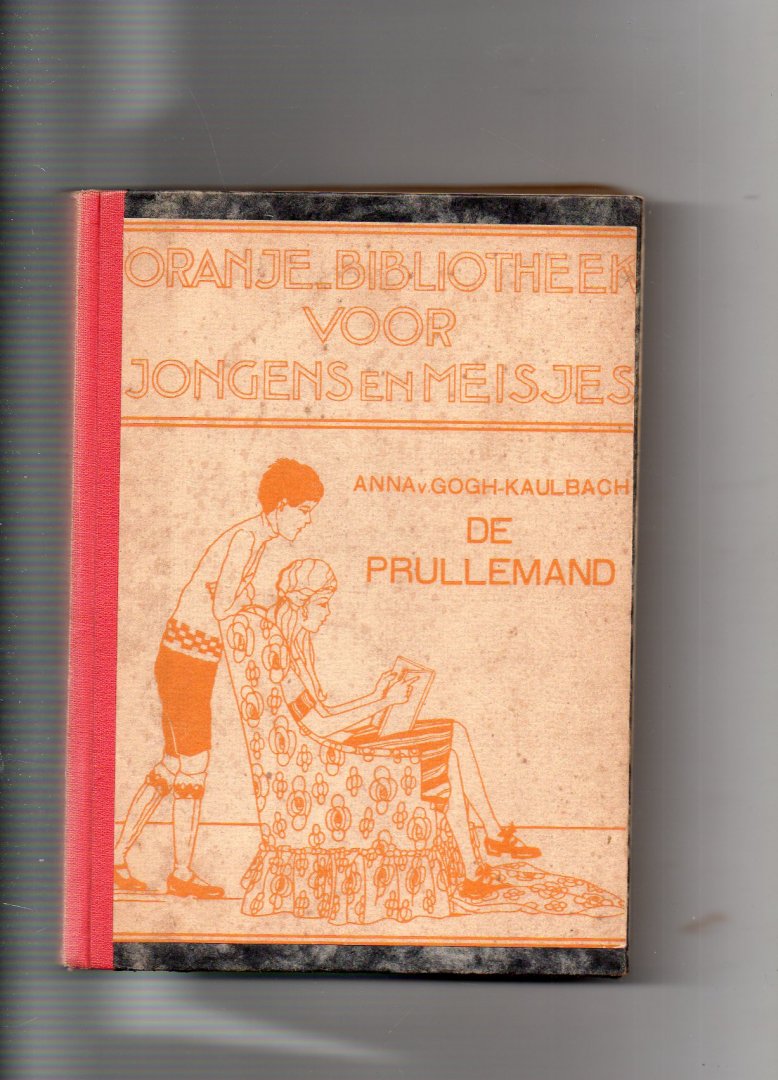 ORANJE-BIBLIOTHEEK
VOOR
JONGENS EN MEISJES
ANNA v. GOGH-KAULBACH
DE
PRULLEMAND